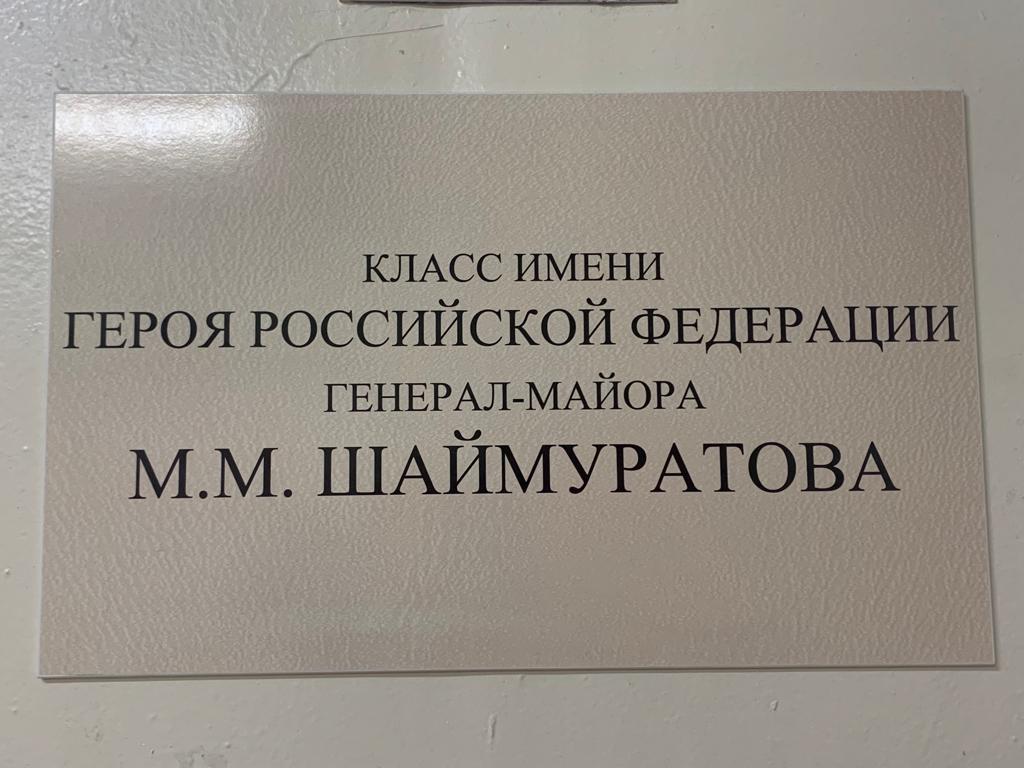 КЛАСС ИМЕНИ
ГЕРОЯ РОССИЙСКОЙ ФЕДЕРАЦИИ
ГЕНЕРАЛ-МАЙОРА
М.М. ШАЙМУРАТОВА